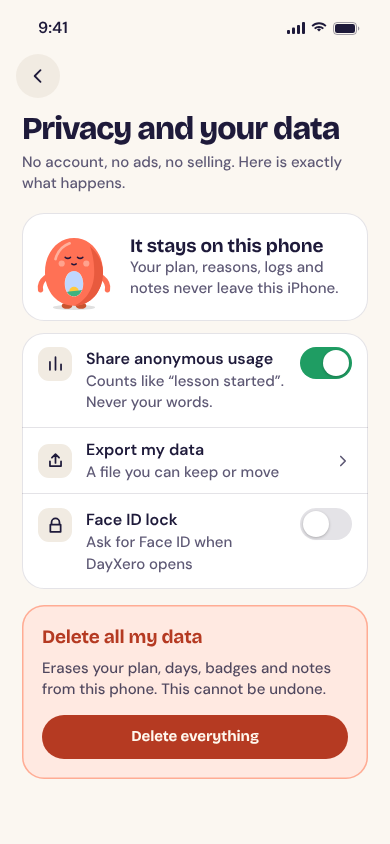 9:41
Privacy and your data
No account, no ads, no selling. Here is exactly
what happens.
It stays on this phone
Your plan, reasons, logs and
notes never leave this iPhone.
Share anonymous usage
Counts like “lesson started”.
Never your words.
Export my data
A file you can keep or move
Face ID lock
Ask for Face ID when
DayXero opens
Delete all my data
Erases your plan, days, badges and notes
from this phone. This cannot be undone.
Delete everything